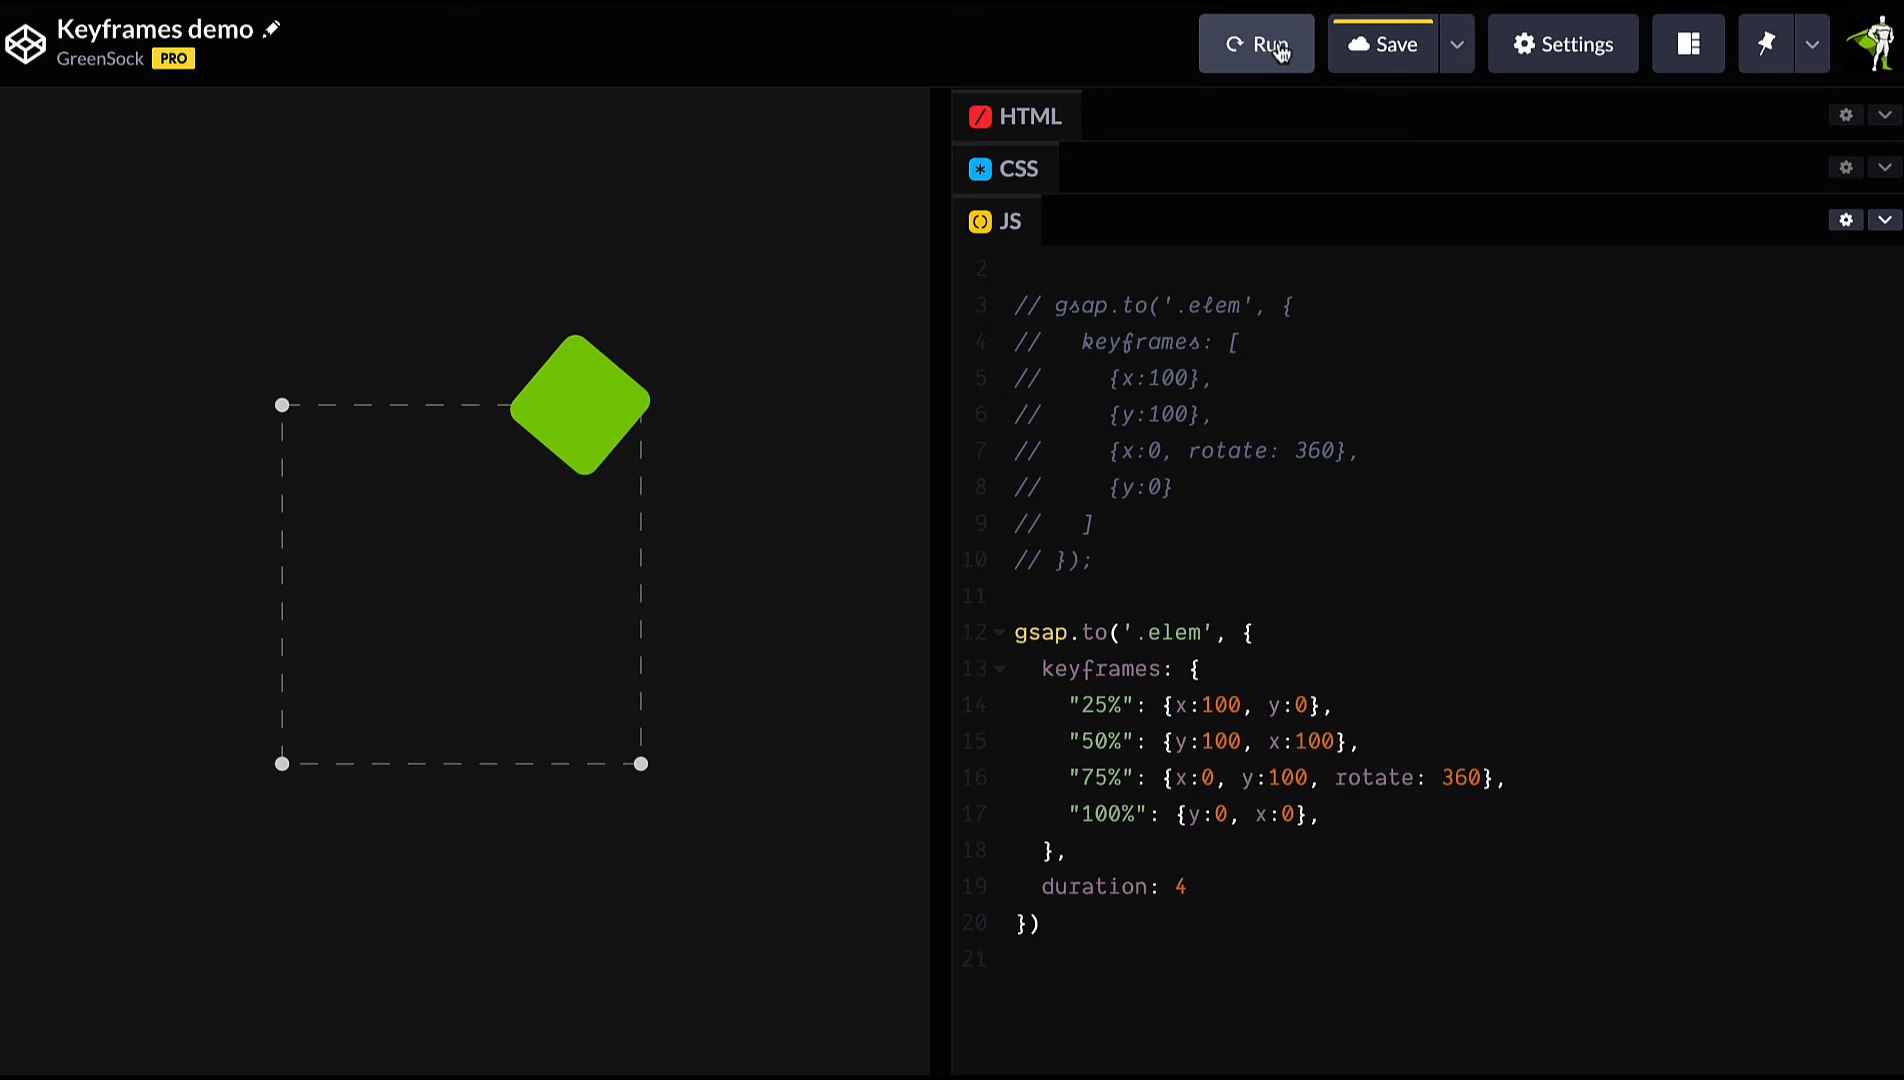 Keyframes demo
GreenSock PRO
Run
Save
Settings
HTML
CSS
JS
2
3 // gsap.to('.elem', {
4 //   keyframes: [
5 //     {x:100},
6 //     {y:100},
7 //     {x:0, rotate: 360},
8 //     {y:0}
9 //   ]
10 // });
11
12 gsap.to('.elem', {
13   keyframes: {
14     "25%": {x:100, y:0},
15     "50%": {y:100, x:100},
16     "75%": {x:0, y:100, rotate: 360},
17     "100%": {y:0, x:0},
18   },
19   duration: 4
20 })
21